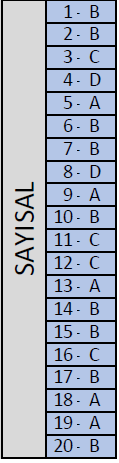 SAYISAL
1 - B
2 - B
3 - C
4 - D
5 - A
6 - B
7 - B
8 - D
9 - A
10 - B
11 - C
12 - C
13 - A
14 - B
15 - B
16 - C
17 - B
18 - A
19 - A
20 - B